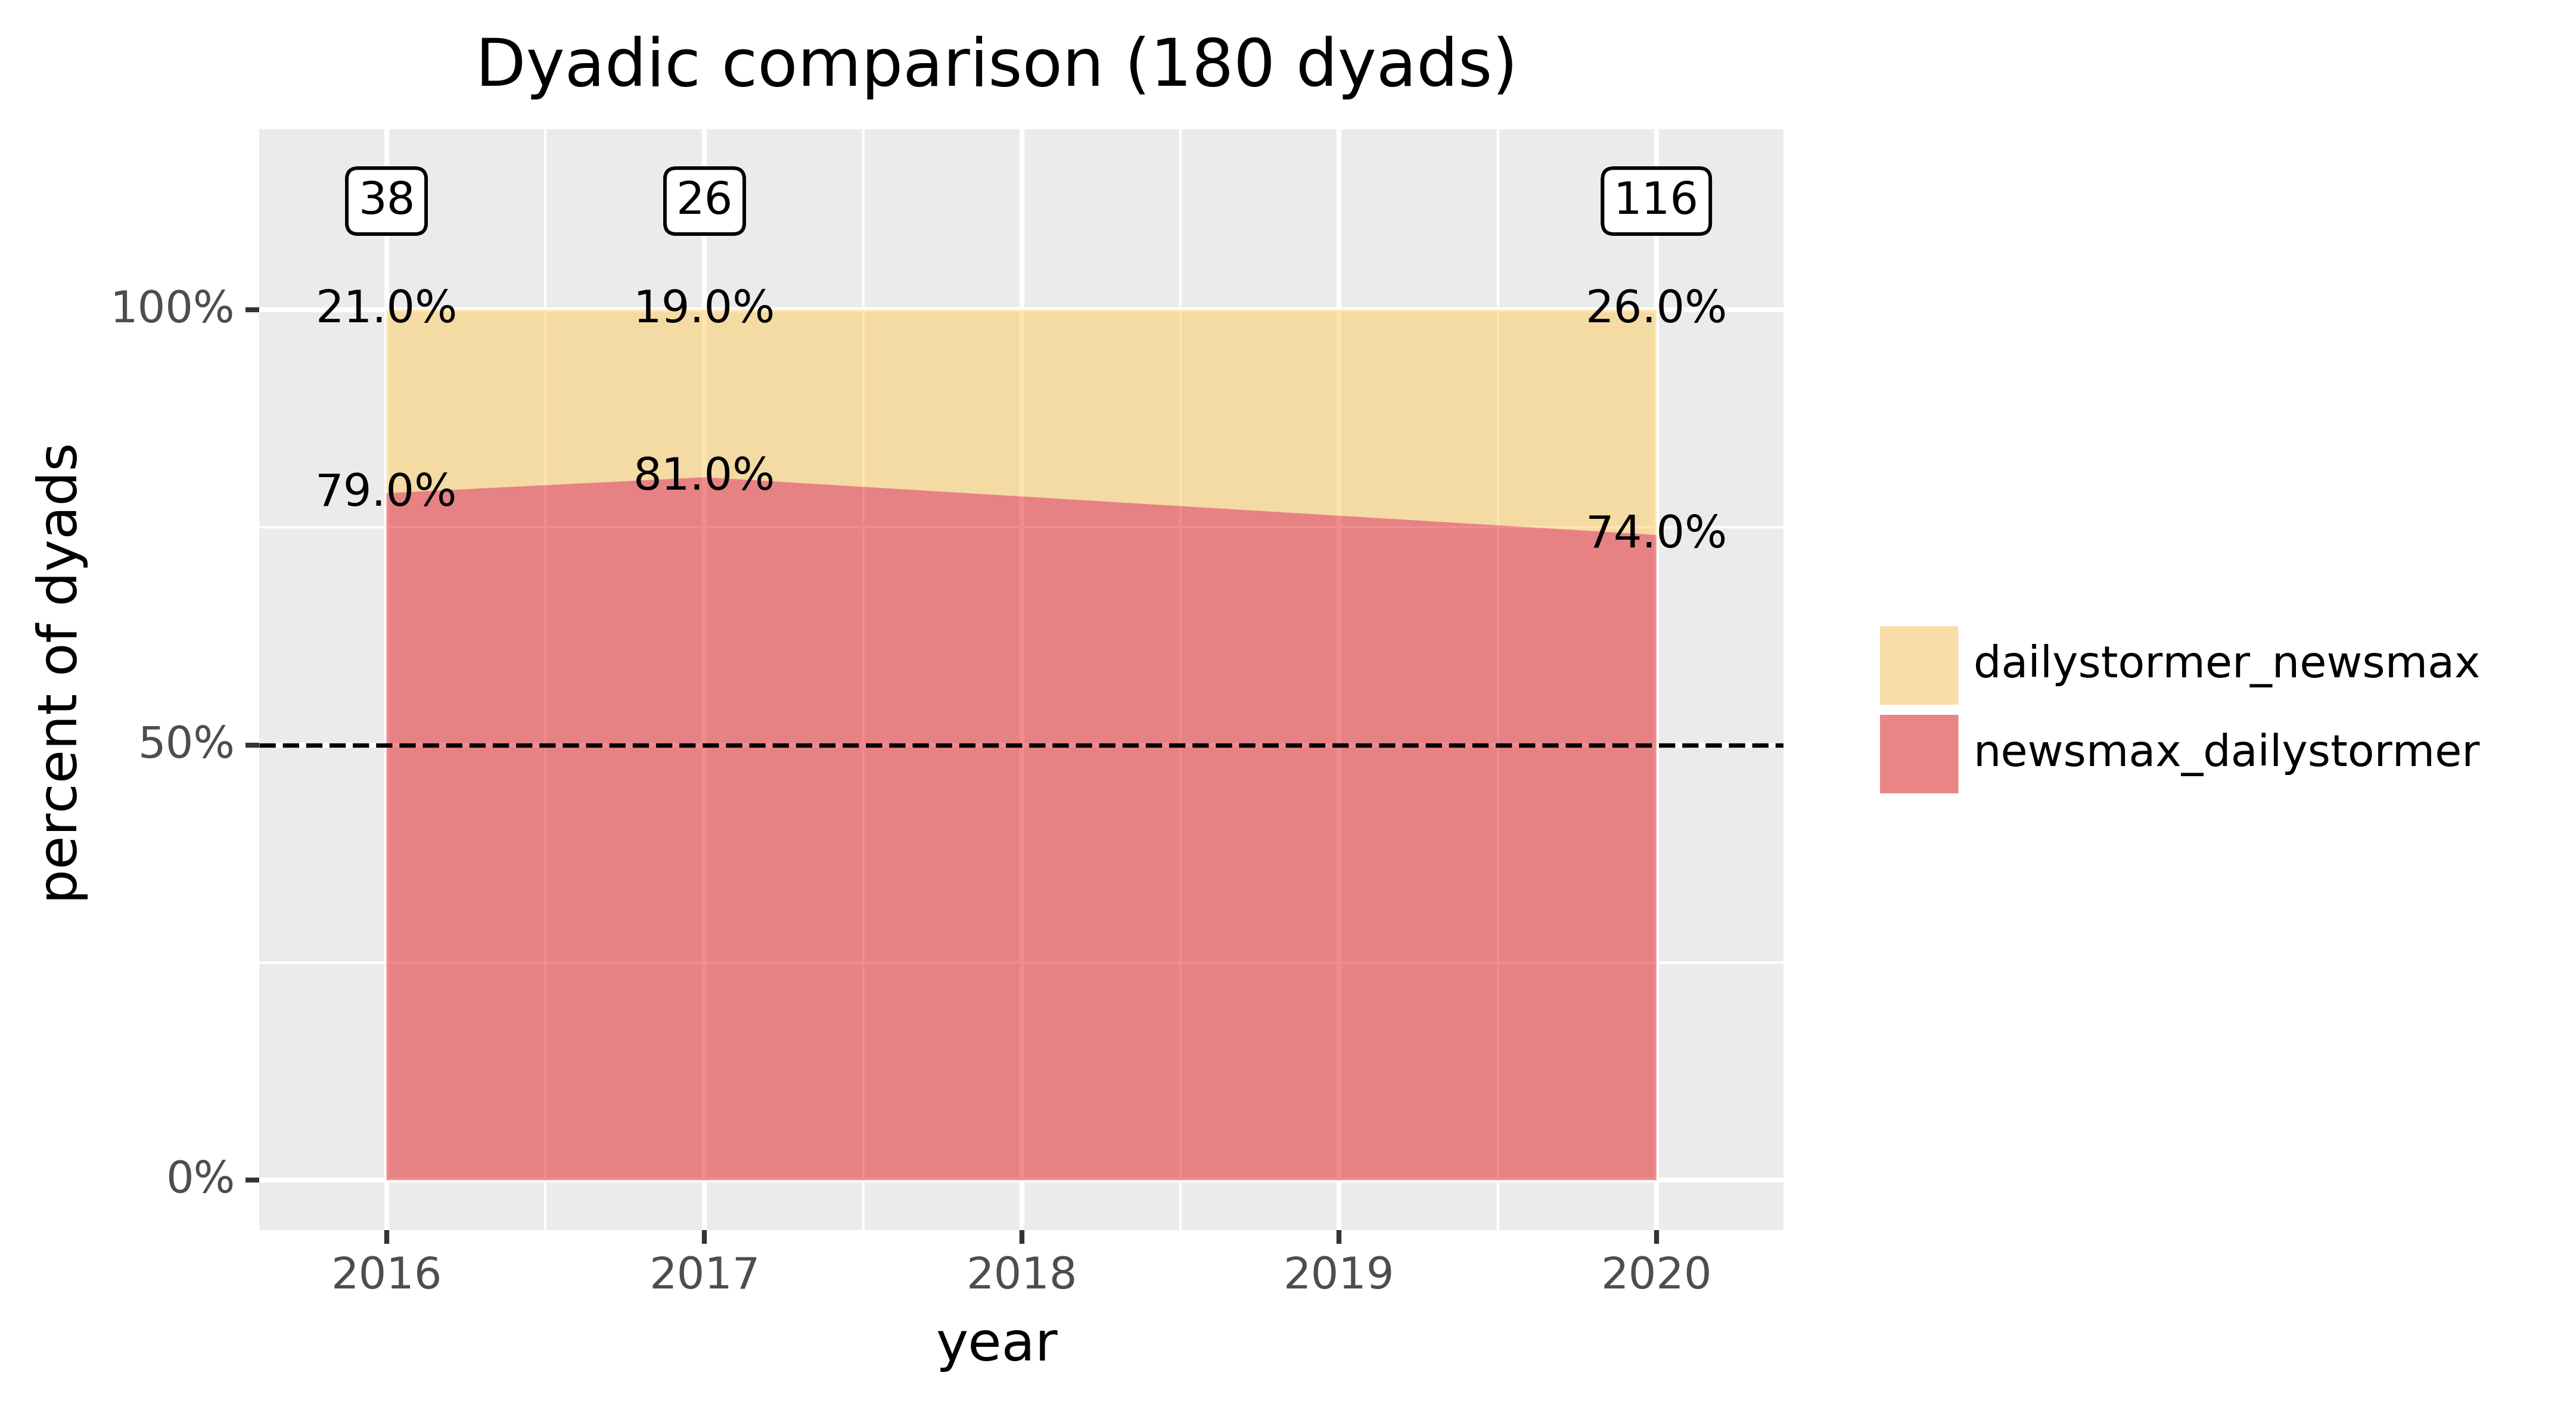 Dyadic comparison (180 dyads)
38 26 116
100% 21.0% 19.0% 26.0%
79.0% 81.0% 74.0%
50%
0%
percent of dyads
2016 2017 2018 2019 2020
year
dailystormer_newsmax
newsmax_dailystormer